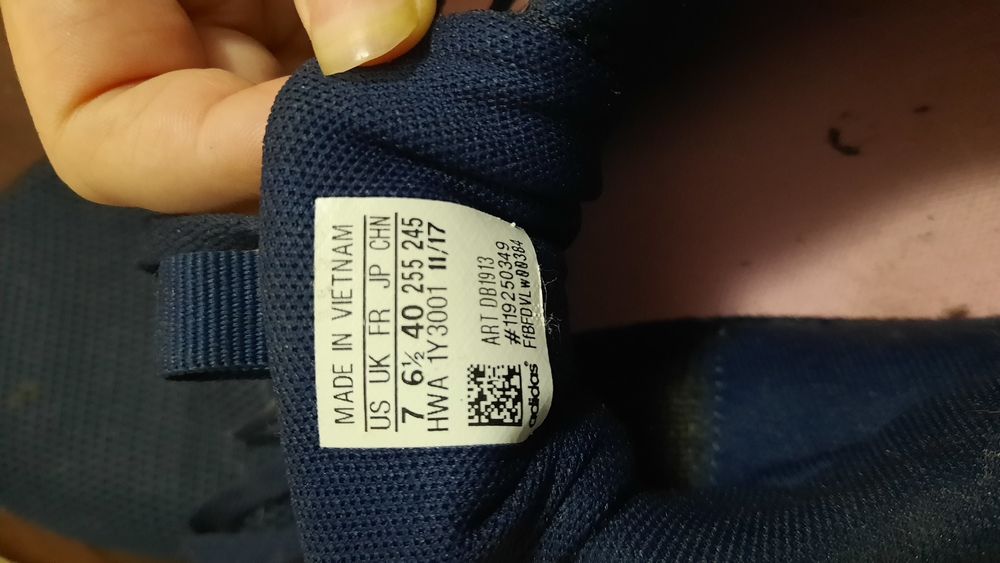 MADE IN VIETNAM
US UK FR JP CHN
7 6½ 40 255 245
HWA 1Y3001 11/17
ART DB1913
#119250349
FfBFDVLw00384
adidas®